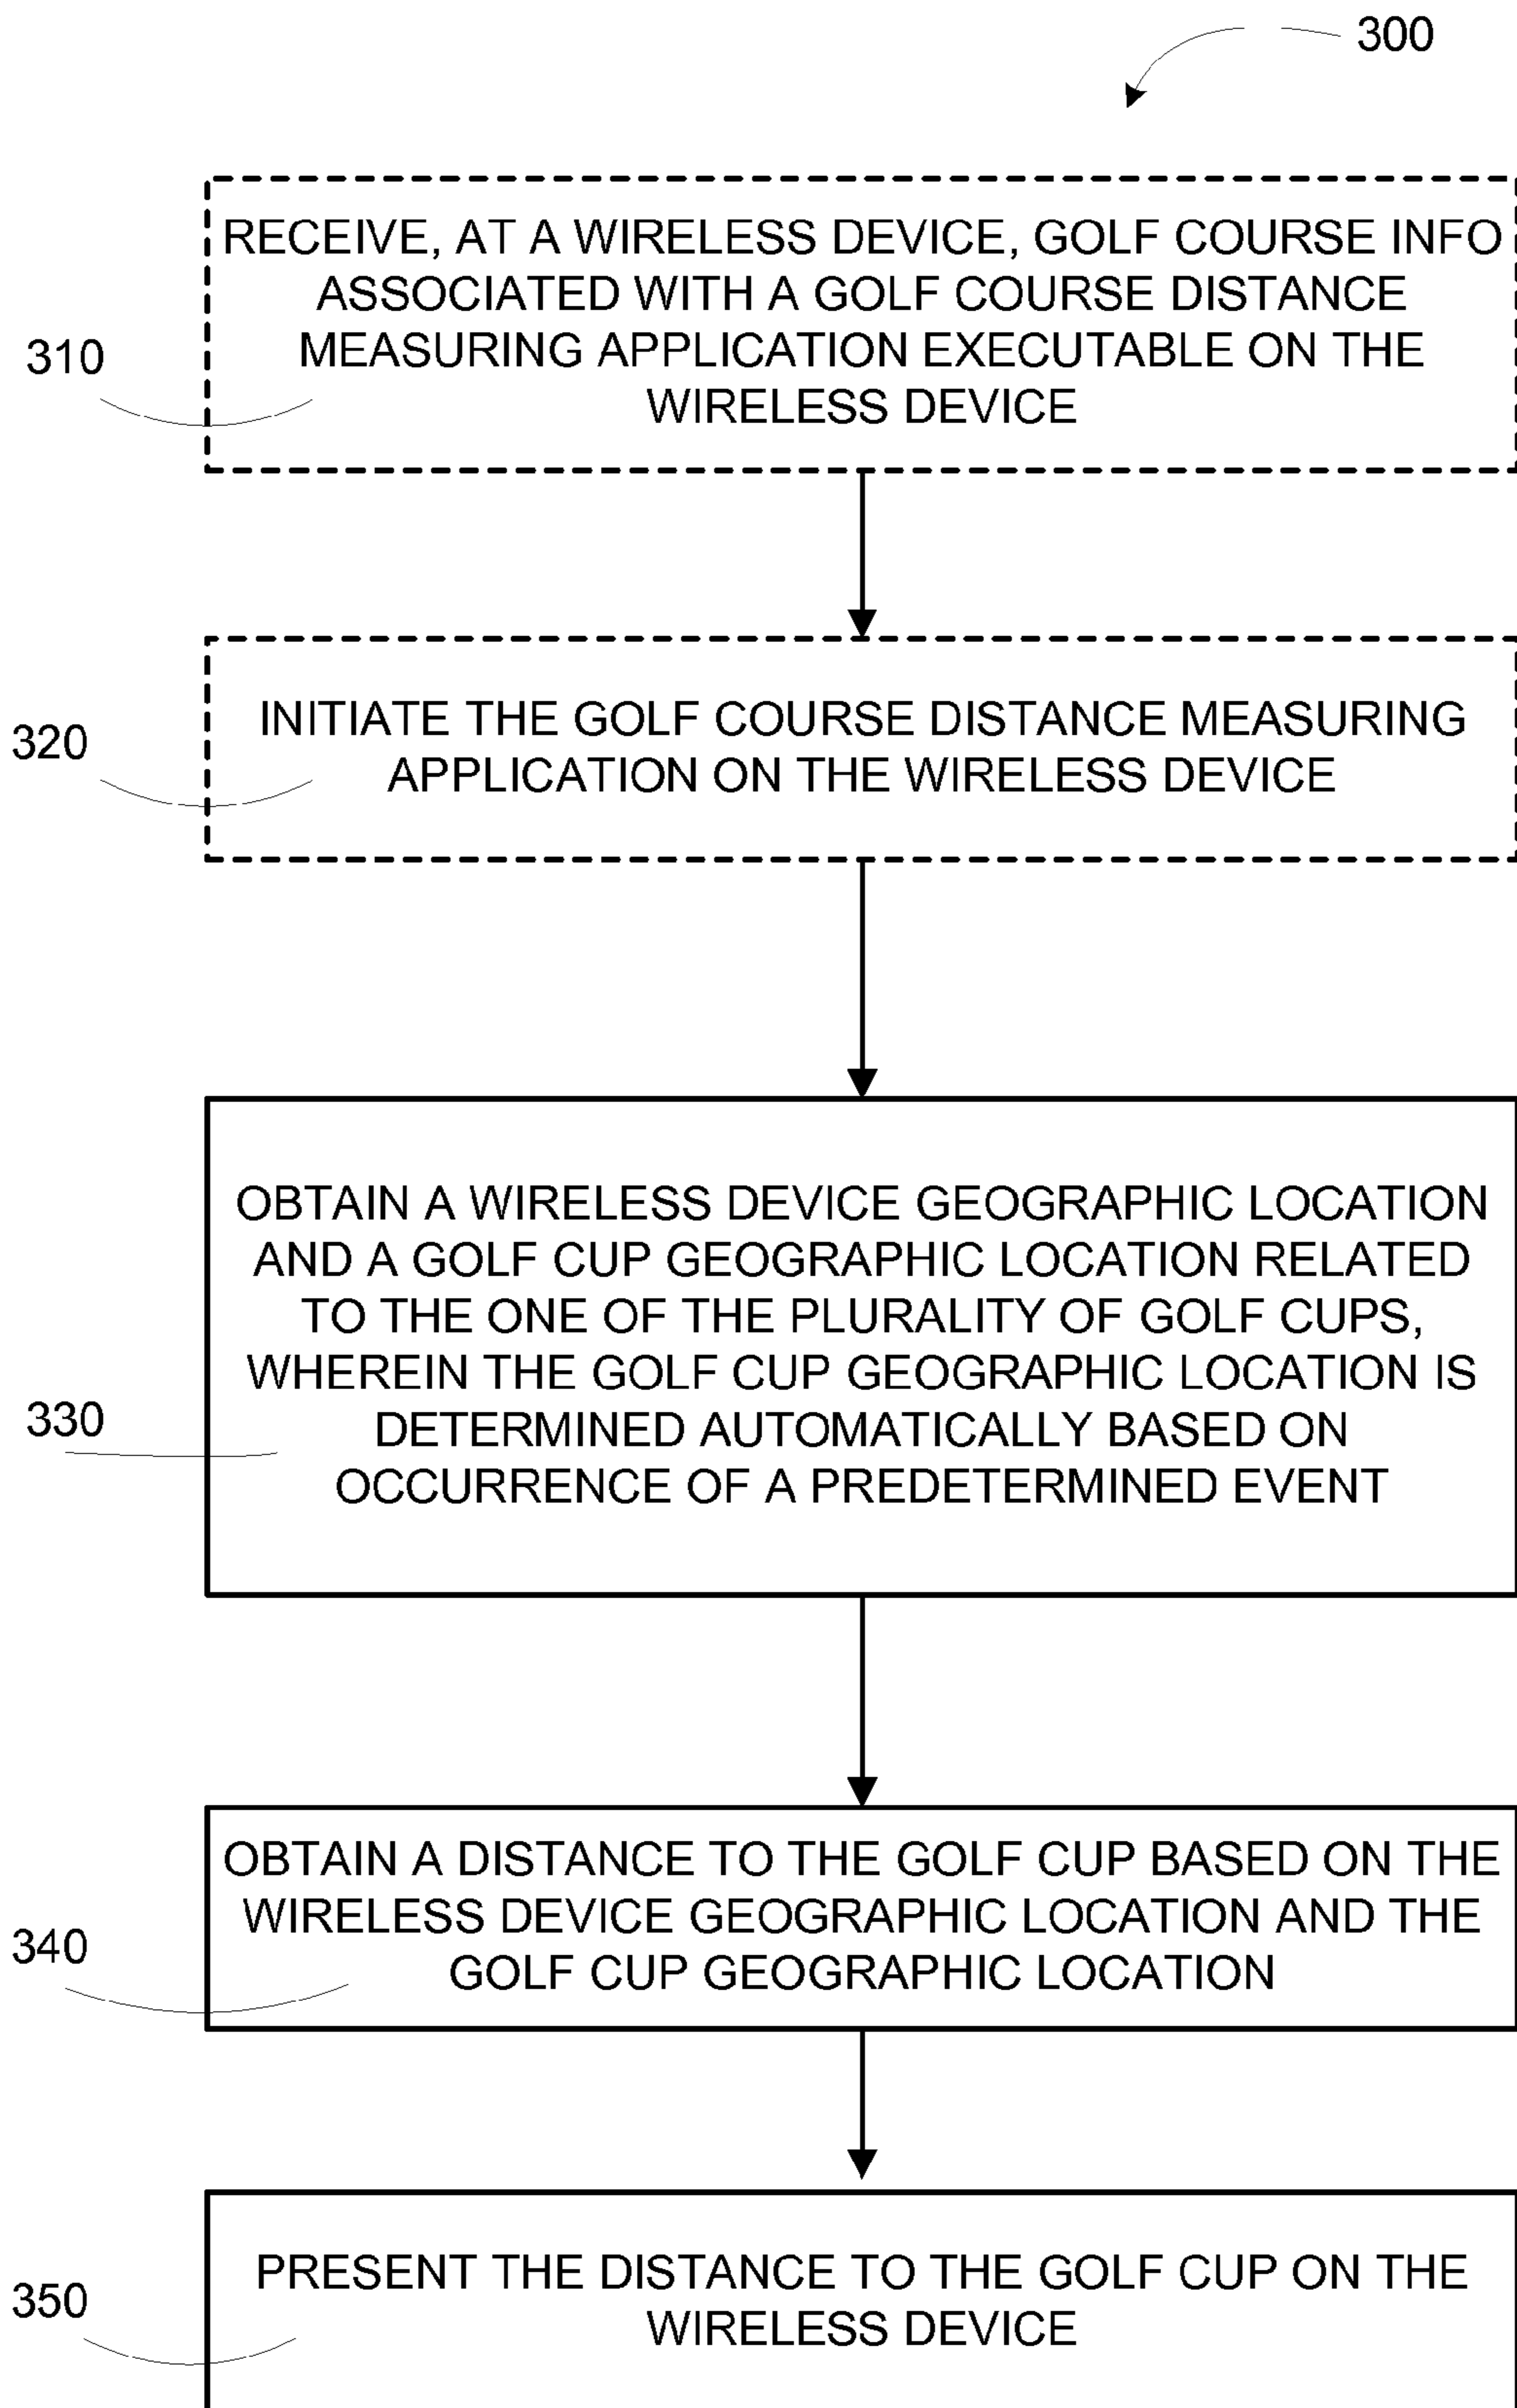 300
RECEIVE, AT A WIRELESS DEVICE, GOLF COURSE INFO
ASSOCIATED WITH A GOLF COURSE DISTANCE
MEASURING APPLICATION EXECUTABLE ON THE
WIRELESS DEVICE
310
INITIATE THE GOLF COURSE DISTANCE MEASURING
APPLICATION ON THE WIRELESS DEVICE
320
OBTAIN A WIRELESS DEVICE GEOGRAPHIC LOCATION
AND A GOLF CUP GEOGRAPHIC LOCATION RELATED
TO THE ONE OF THE PLURALITY OF GOLF CUPS,
WHEREIN THE GOLF CUP GEOGRAPHIC LOCATION IS
DETERMINED AUTOMATICALLY BASED ON
OCCURRENCE OF A PREDETERMINED EVENT
330
OBTAIN A DISTANCE TO THE GOLF CUP BASED ON THE
WIRELESS DEVICE GEOGRAPHIC LOCATION AND THE
GOLF CUP GEOGRAPHIC LOCATION
340
PRESENT THE DISTANCE TO THE GOLF CUP ON THE
WIRELESS DEVICE
350